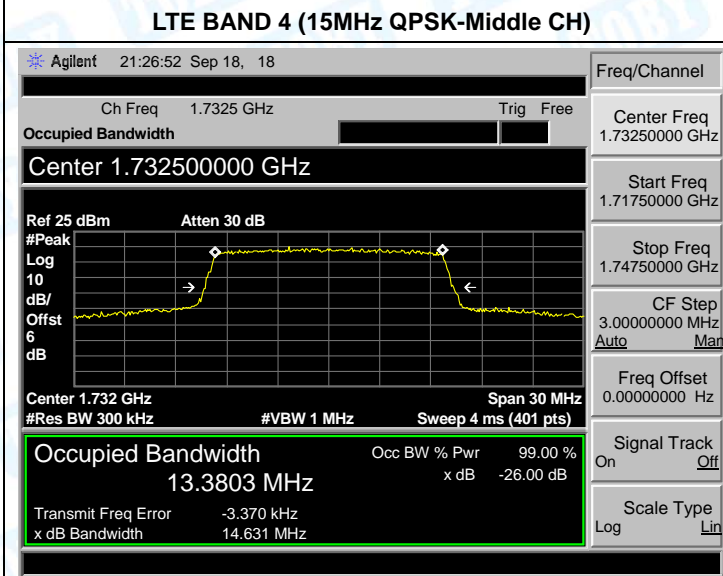 LTE BAND 4 (15MHz QPSK-Middle CH)
Agilent 21:26:52 Sep 18, 18
Freq/Channel
Ch Freq 1.7325 GHz Trig Free
Occupied Bandwidth
Center Freq
1.73250000 GHz
Center 1.732500000 GHz
Start Freq
1.71750000 GHz
Ref 25 dBm Atten 30 dB
#Peak
Log
10
dB/
Offst
6
dB
Stop Freq
1.74750000 GHz
CF Step
3.00000000 MHz
Auto Man
Freq Offset
0.00000000 Hz
Center 1.732 GHz Span 30 MHz
#Res BW 300 kHz #VBW 1 MHz Sweep 4 ms (401 pts)
Signal Track
On Off
Occupied Bandwidth Occ BW % Pwr 99.00 %
13.3803 MHz x dB -26.00 dB
Transmit Freq Error -3.370 kHz
x dB Bandwidth 14.631 MHz
Scale Type
Log Lin